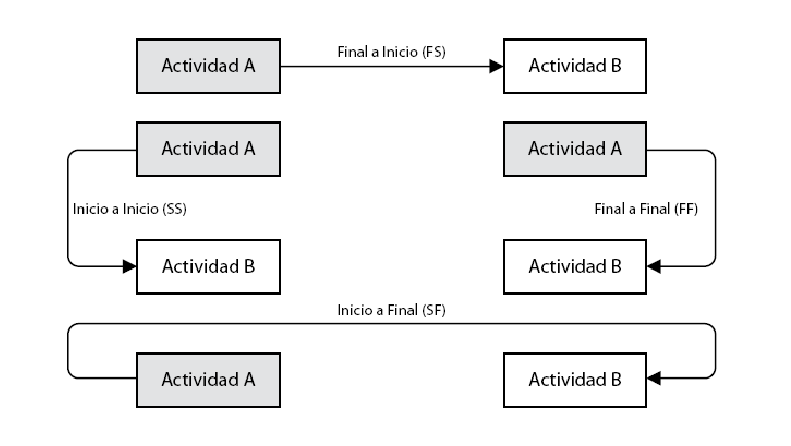 Final a Inicio (FS)
Actividad A
Actividad B
Actividad A
Actividad A
Inicio a Inicio (SS)
Final a Final (FF)
Actividad B
Actividad B
Inicio a Final (SF)
Actividad A
Actividad B